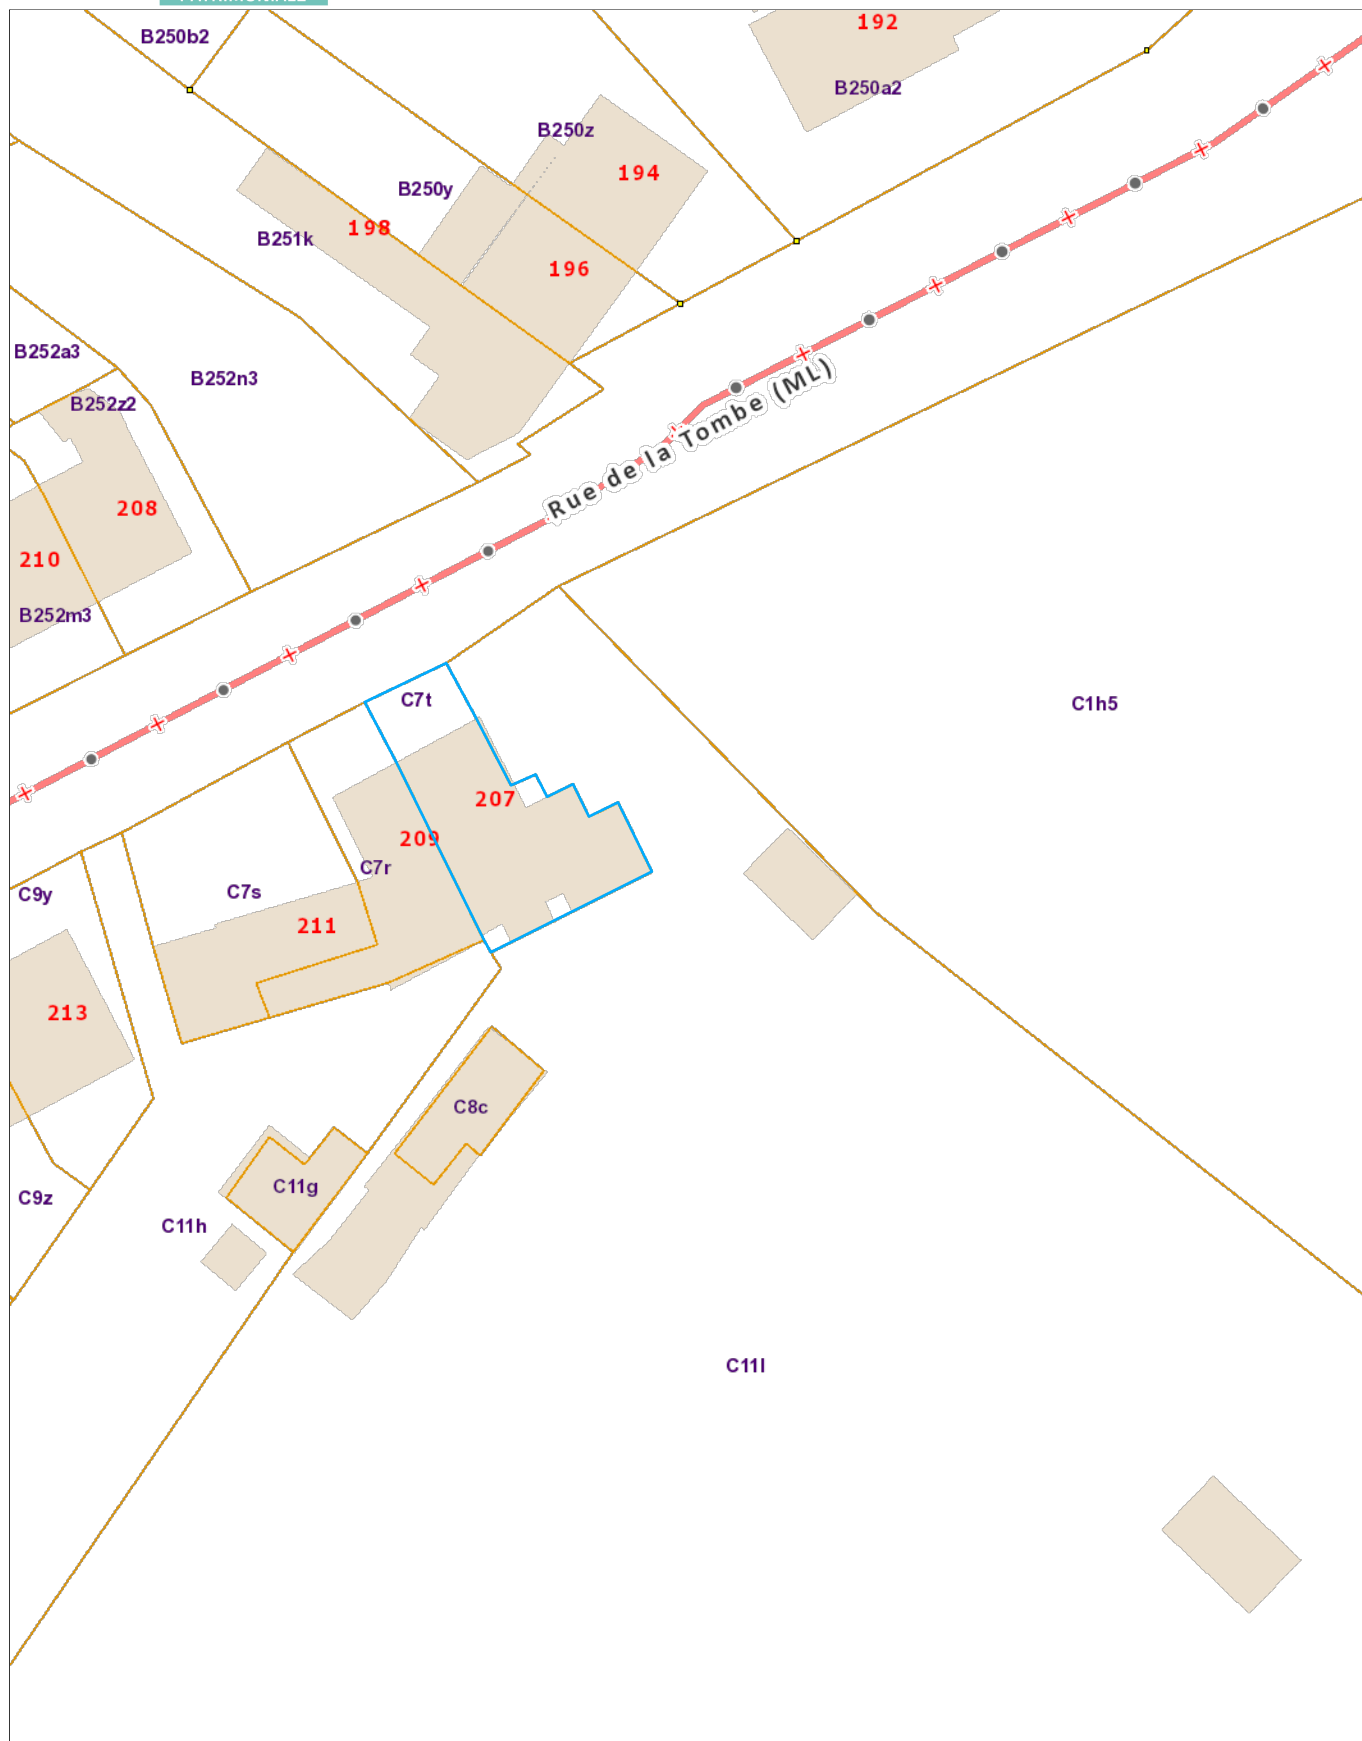 192
B250b2
B250a2
B250z
194
B250y
198
B251k
196
B252a3
B252n3
Rue de la Tombe (ML)
B252z2
208
210
B252m3
C7t
C1h5
207
209
C7r
C7s
C9y
211
213
C8c
C11g
C9z
C11h
C11l